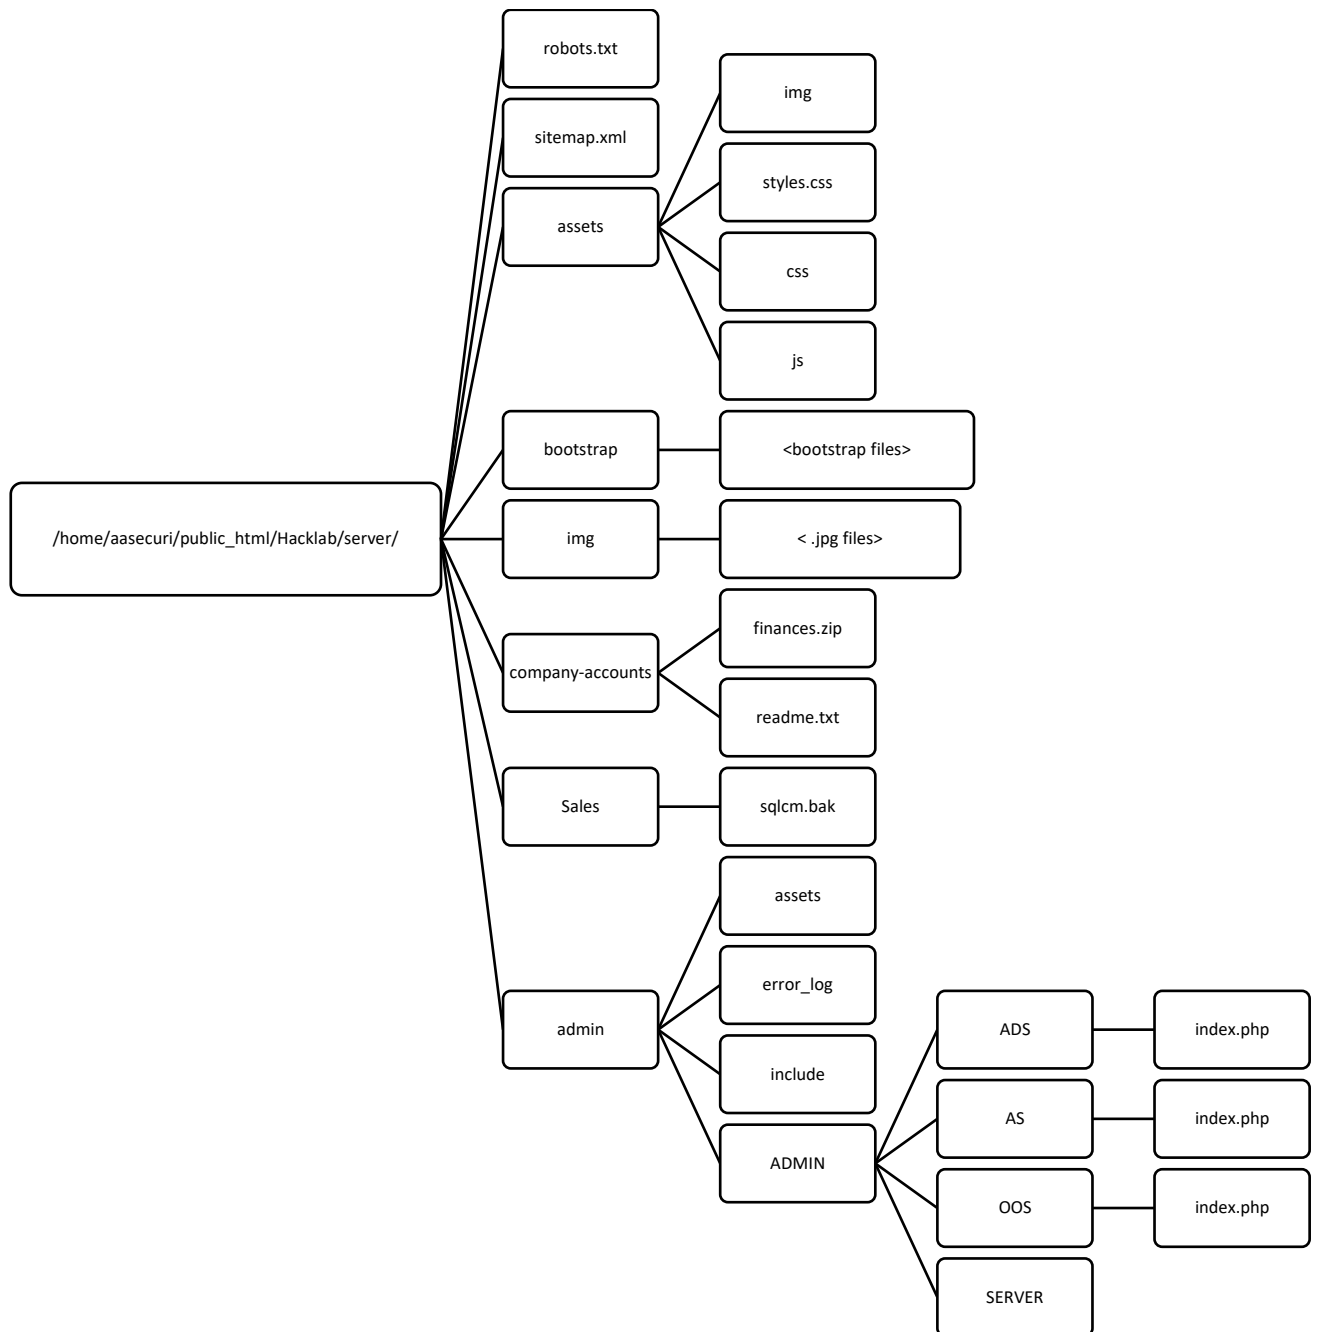 robots.txt
sitemap.xml
assets
img
styles.css
css
js
bootstrap
<bootstrap files>
/home/aasecuri/public_html/Hacklab/server/
img
< .jpg files>
company-accounts
finances.zip
readme.txt
Sales
sqlcm.bak
admin
assets
error_log
include
ADMIN
ADS
index.php
AS
index.php
OOS
index.php
SERVER